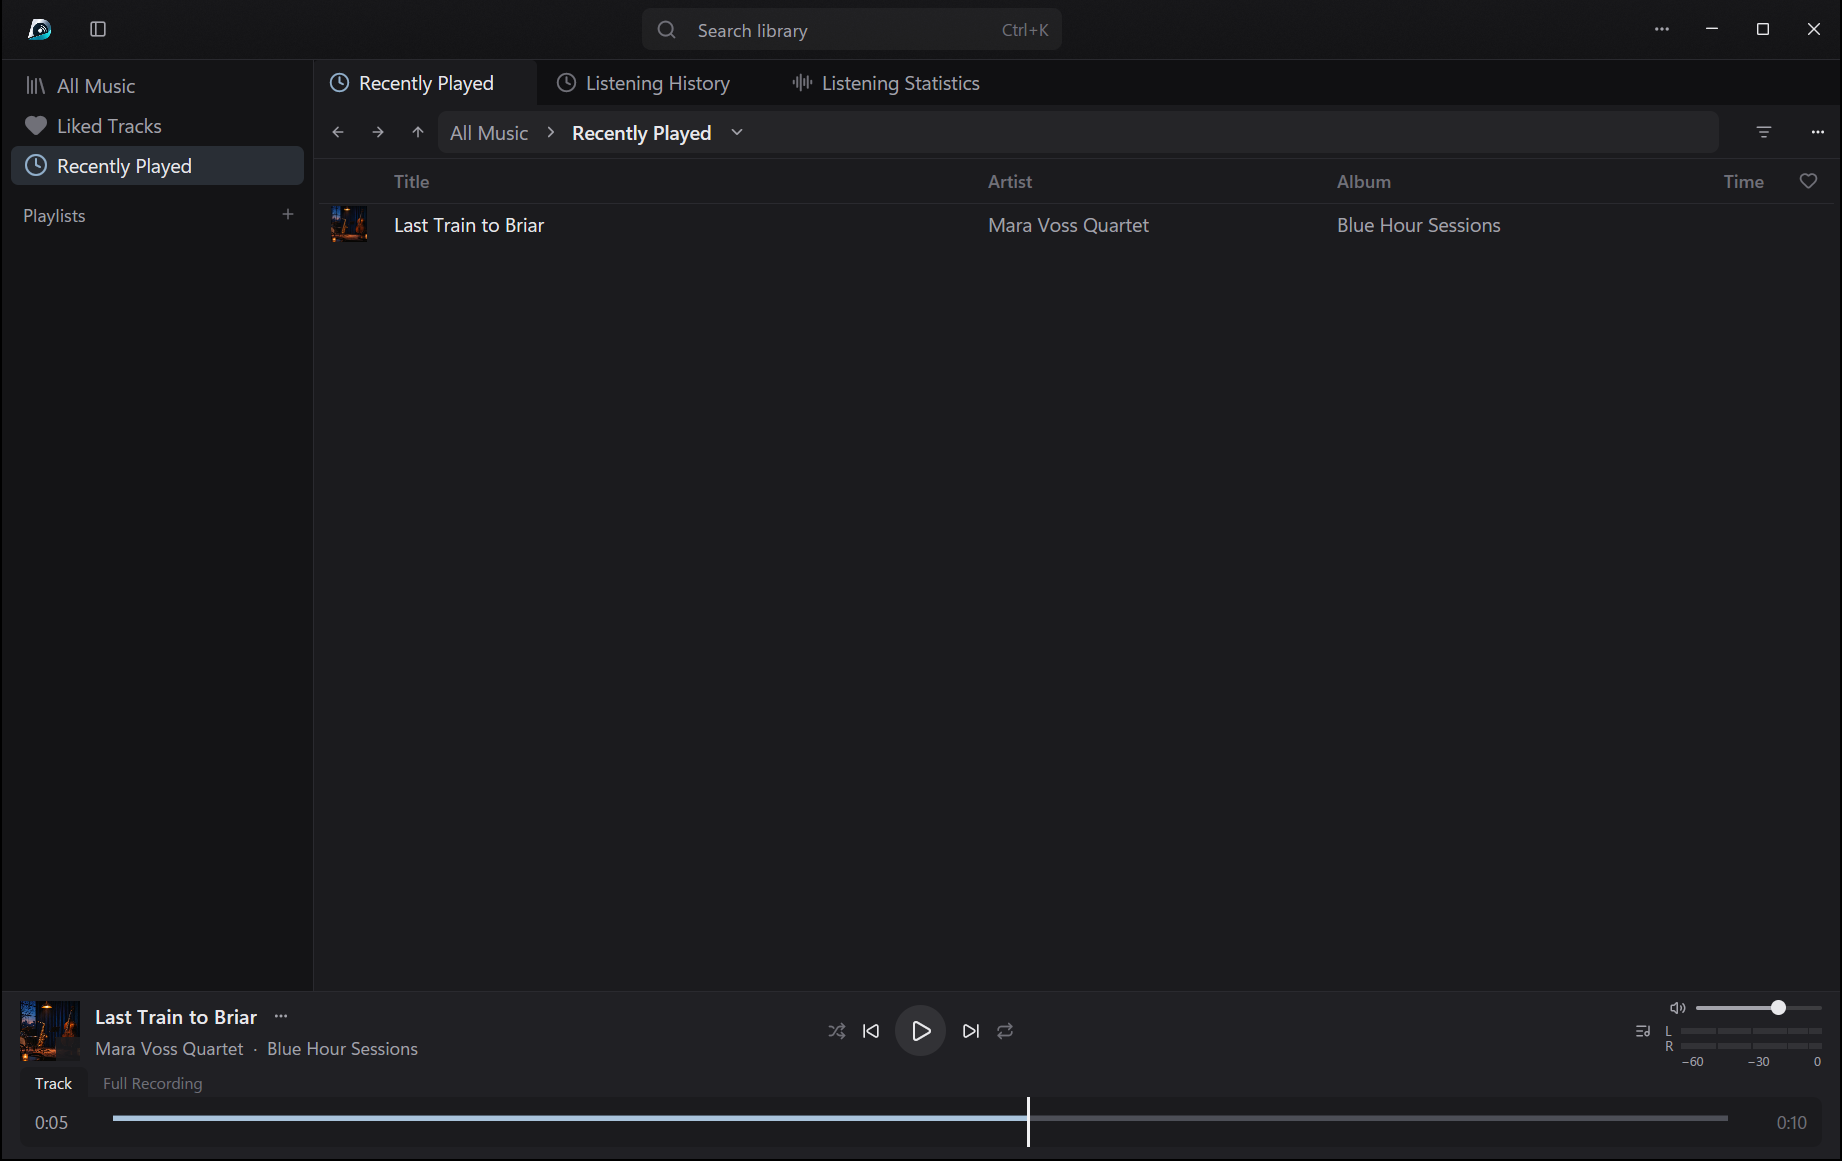 Search library Ctrl+K
All Music
Liked Tracks
Recently Played
Playlists
Recently Played Listening History Listening Statistics
All Music Recently Played
Title Artist Album Time
Last Train to Briar Mara Voss Quartet Blue Hour Sessions
Last Train to Briar
Mara Voss Quartet · Blue Hour Sessions
L
R
−60 −30 0
Track Full Recording
0:05 0:10